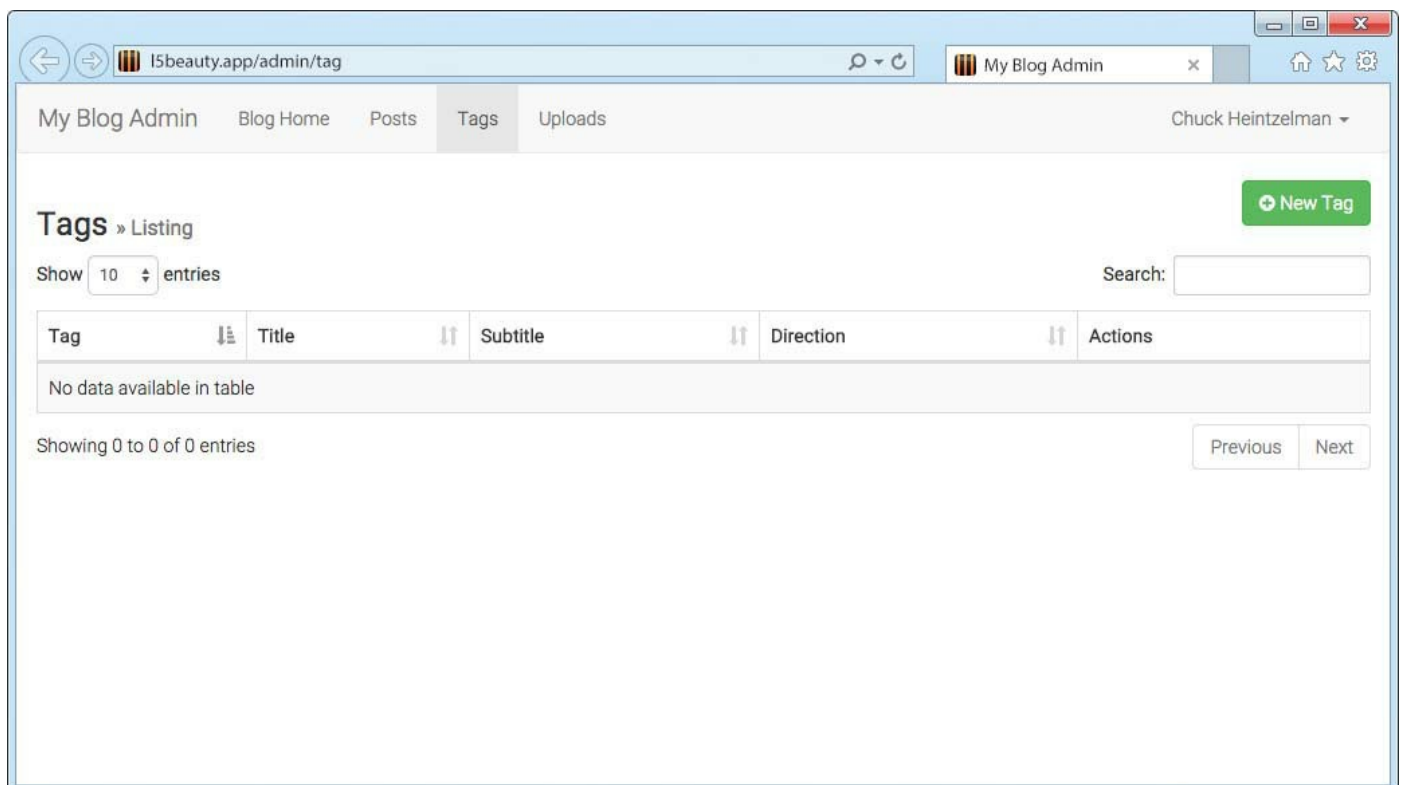 l5beauty.app/admin/tag
My Blog Admin
My Blog Admin Blog Home Posts Tags Uploads Chuck Heintzelman
New Tag
Tags » Listing
Show 10 entries Search:
Tag Title Subtitle Direction Actions
No data available in table
Showing 0 to 0 of 0 entries Previous Next